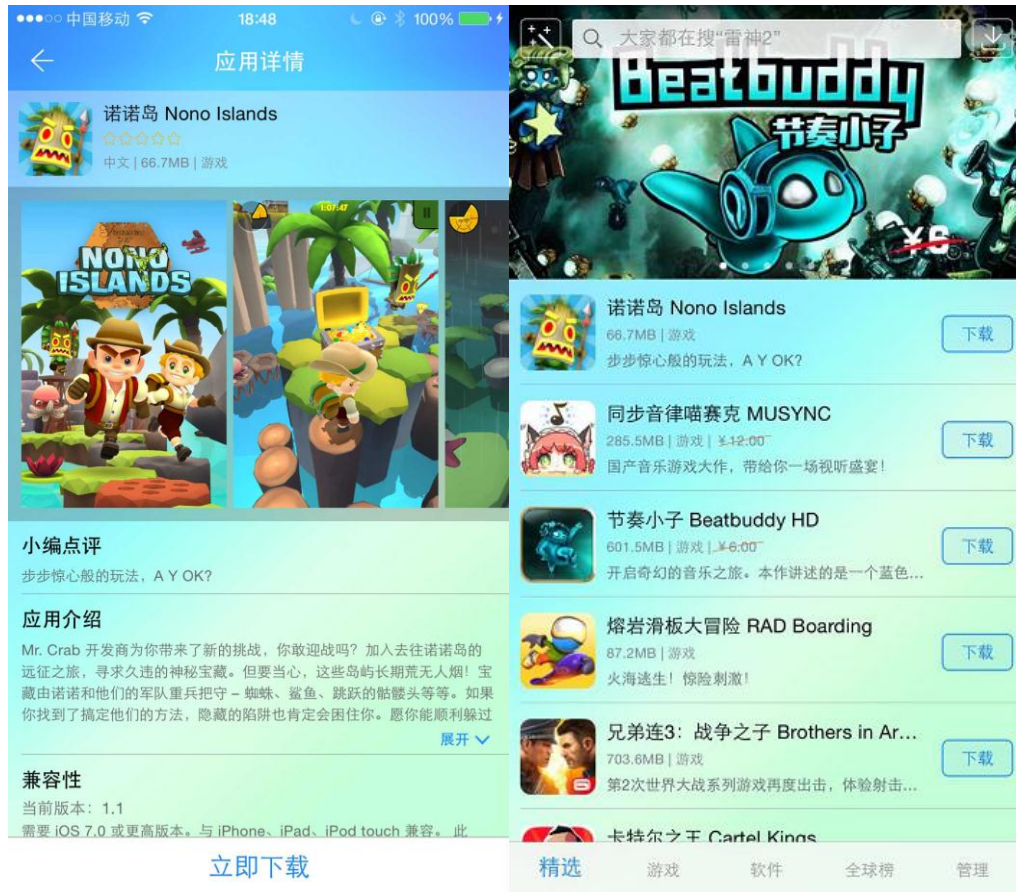 中国移动 18:48 100%
应用详情
诺诺岛 Nono Islands
中文 | 66.7MB | 游戏
NONO
ISLANDS
1:07:47
小编点评
步步惊心般的玩法，A Y OK?
应用介绍
Mr. Crab 开发商为你带来了新的挑战，你敢迎战吗？加入去往诺诺岛的
远征之旅，寻求久违的神秘宝藏。但要当心，这些岛屿长期荒无人烟！宝
藏由诺诺和他们的军队重兵把守 – 蜘蛛、鲨鱼、跳跃的骷髅头等等。如果
你找到了搞定他们的方法，隐藏的陷阱也肯定会困住你。愿你能顺利躲过
展开
兼容性
当前版本：1.1
需要 iOS 7.0 或更高版本。与 iPhone、iPad、iPod touch 兼容。 此
立即下载
大家都在搜“雷神2”
Beatbuddy
节奏小子
¥6
诺诺岛 Nono Islands
66.7MB | 游戏
下载
步步惊心般的玩法，A Y OK?
同步音律喵赛克 MUSYNC
285.5MB | 游戏 | ¥12.00
下载
国产音乐游戏大作，带给你一场视听盛宴！
节奏小子 Beatbuddy HD
601.5MB | 游戏 | ¥6.00
下载
开启奇幻的音乐之旅。本作讲述的是一个蓝色...
熔岩滑板大冒险 RAD Boarding
87.2MB | 游戏
下载
火海逃生！惊险刺激！
兄弟连3：战争之子 Brothers in Ar...
703.6MB | 游戏
下载
第2次世界大战系列游戏再度出击，体验射击...
卡特尔之王 Cartel Kings
精选 游戏 软件 全球榜 管理